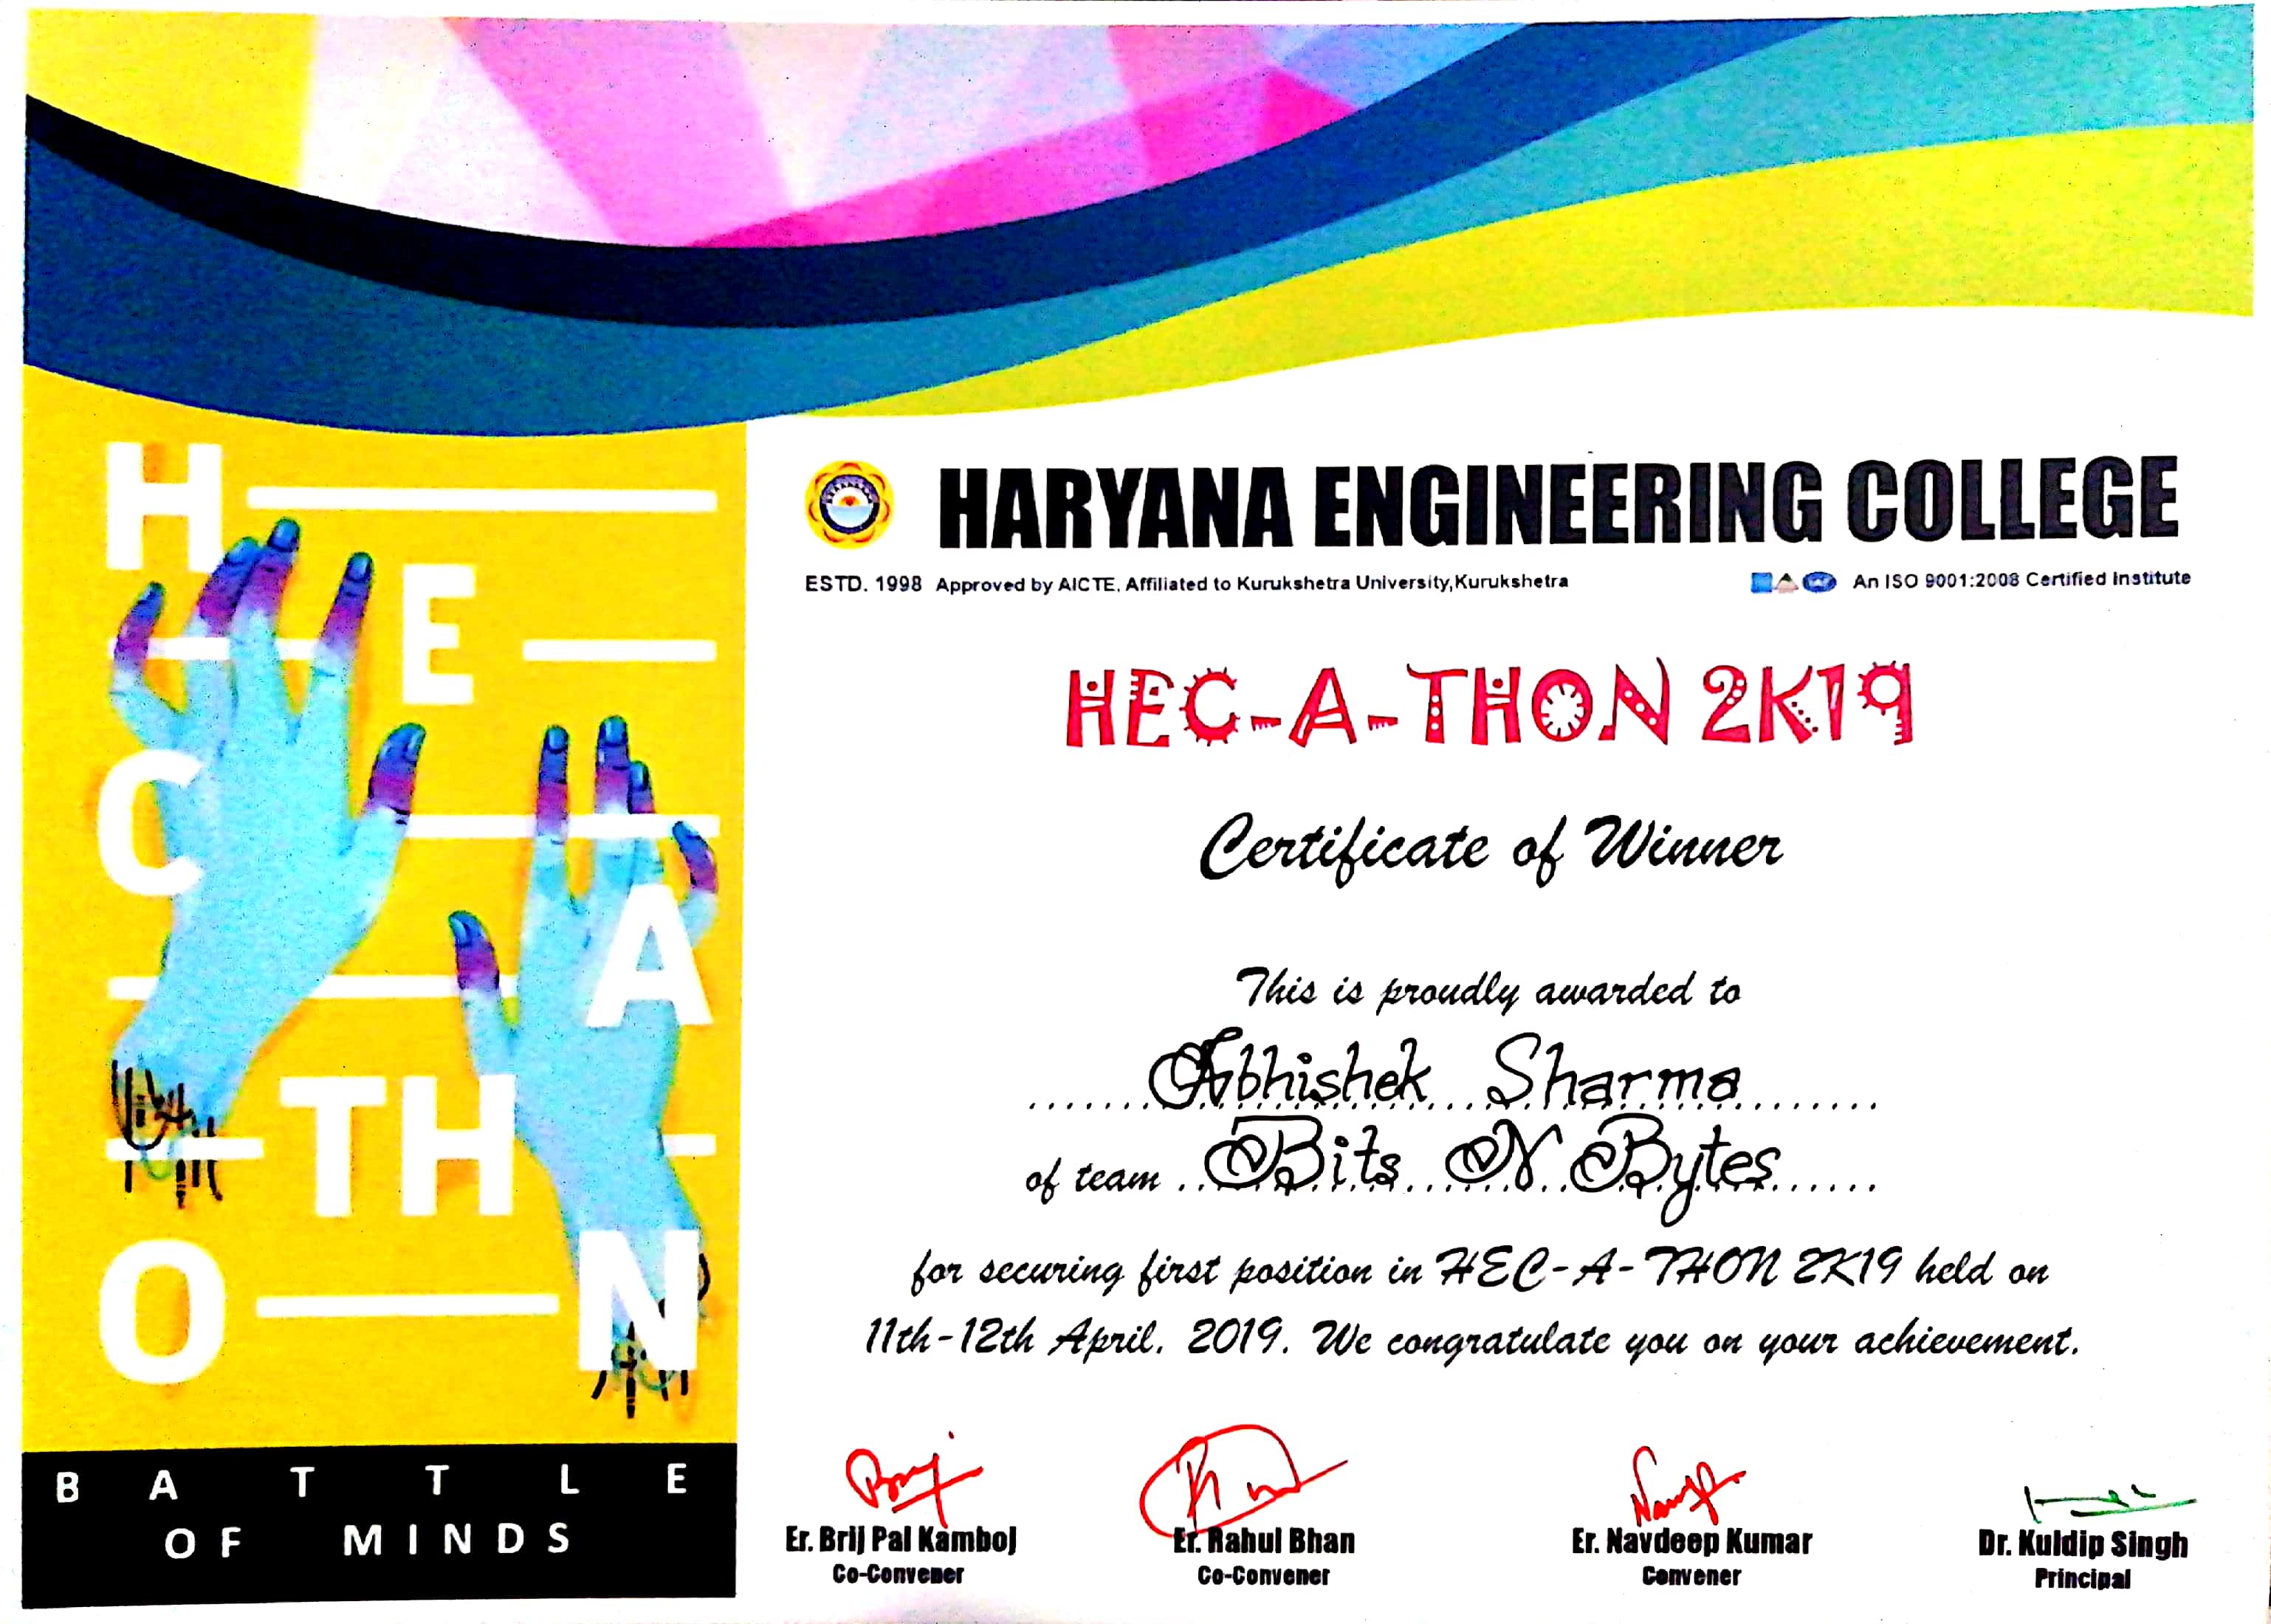 H
E
C
A
TH
O N
B A T T L E
OF MINDS
HARYANA ENGINEERING COLLEGE
ESTD. 1998 Approved by AICTE, Affiliated to Kurukshetra University, Kurukshetra An ISO 9001:2008 Certified Institute
HEC-A-THON 2K19
Certificate of Winner
This is proudly awarded to
Abhishek Sharma
of team Bits N Bytes
for securing first position in HEC-A-THON 2K19 held on
11th-12th April, 2019. We congratulate you on your achievement.
Er. Brij Pal Kamboj Er. Rahul Bhan Er. Navdeep Kumar Dr. Kuldip Singh
Co-Convener Co-Convener Convener Principal